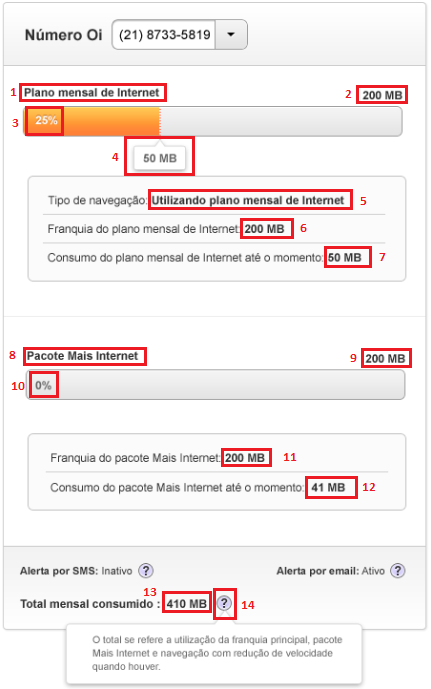 Número Oi (21) 8733-5819
1 Plano mensal de Internet 2 200 MB
3 25%
4 50 MB
Tipo de navegação: Utilizando plano mensal de Internet 5
Franquia do plano mensal de Internet: 200 MB 6
Consumo do plano mensal de Internet até o momento: 50 MB 7
8 Pacote Mais Internet 9 200 MB
10 0%
Franquia do pacote Mais Internet: 200 MB 11
Consumo do pacote Mais Internet até o momento: 41 MB 12
Alerta por SMS: Inativo ? Alerta por email: Ativo ?
13
Total mensal consumido : 410 MB ? 14
O total se refere a utilização da franquia principal, pacote
Mais Internet e navegação com redução de velocidade
quando houver.